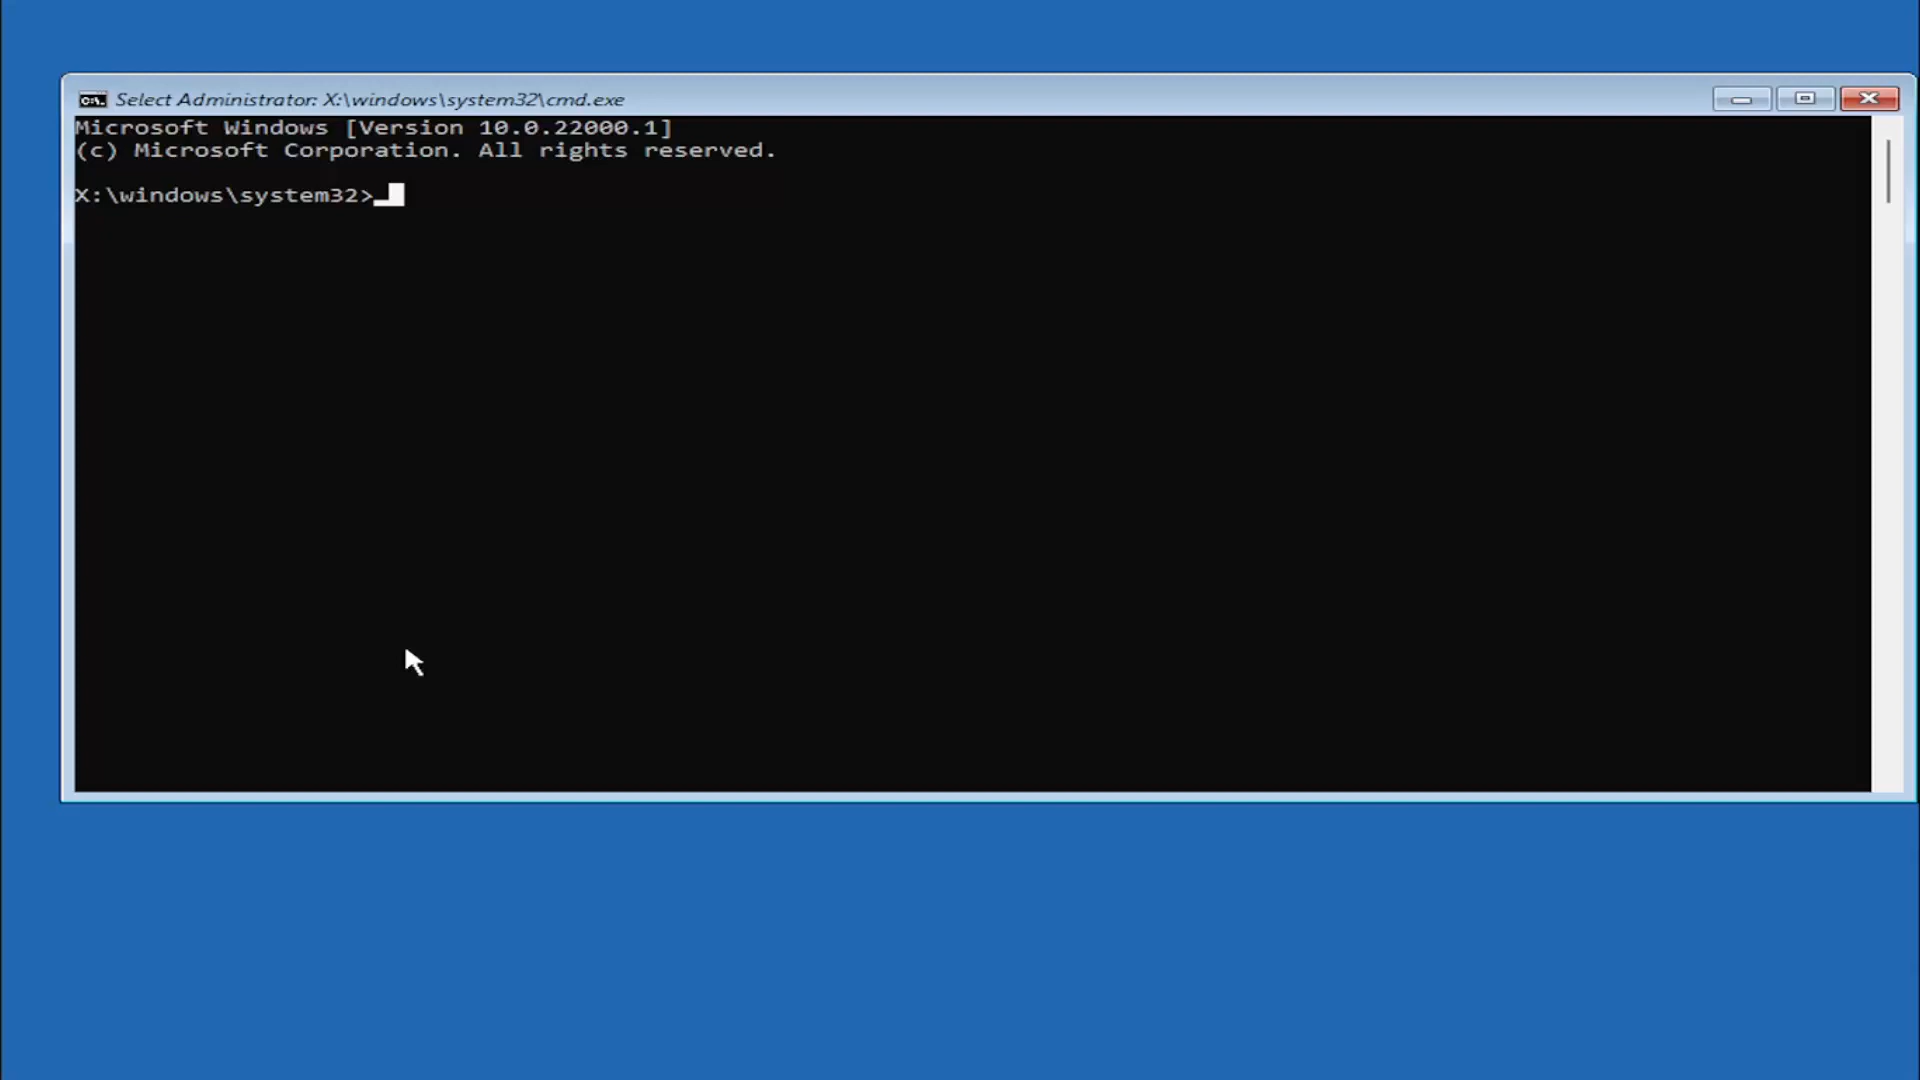 Select Administrator: X:\windows\system32\cmd.exe
Microsoft Windows [Version 10.0.22000.1]
(c) Microsoft Corporation. All rights reserved.
X:\windows\system32>